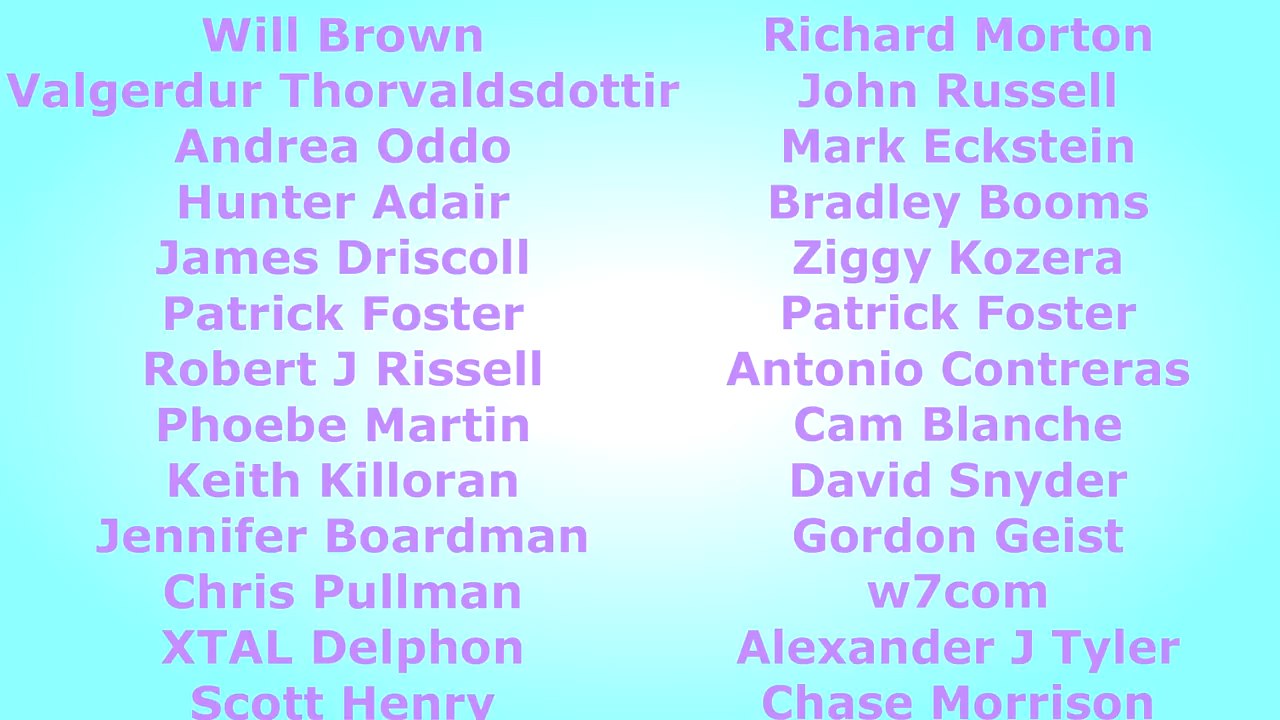 Will Brown
Valgerdur Thorvaldsdottir
Andrea Oddo
Hunter Adair
James Driscoll
Patrick Foster
Robert J Rissell
Phoebe Martin
Keith Killoran
Jennifer Boardman
Chris Pullman
XTAL Delphon
Scott Henry
Richard Morton
John Russell
Mark Eckstein
Bradley Booms
Ziggy Kozera
Patrick Foster
Antonio Contreras
Cam Blanche
David Snyder
Gordon Geist
w7com
Alexander J Tyler
Chase Morrison